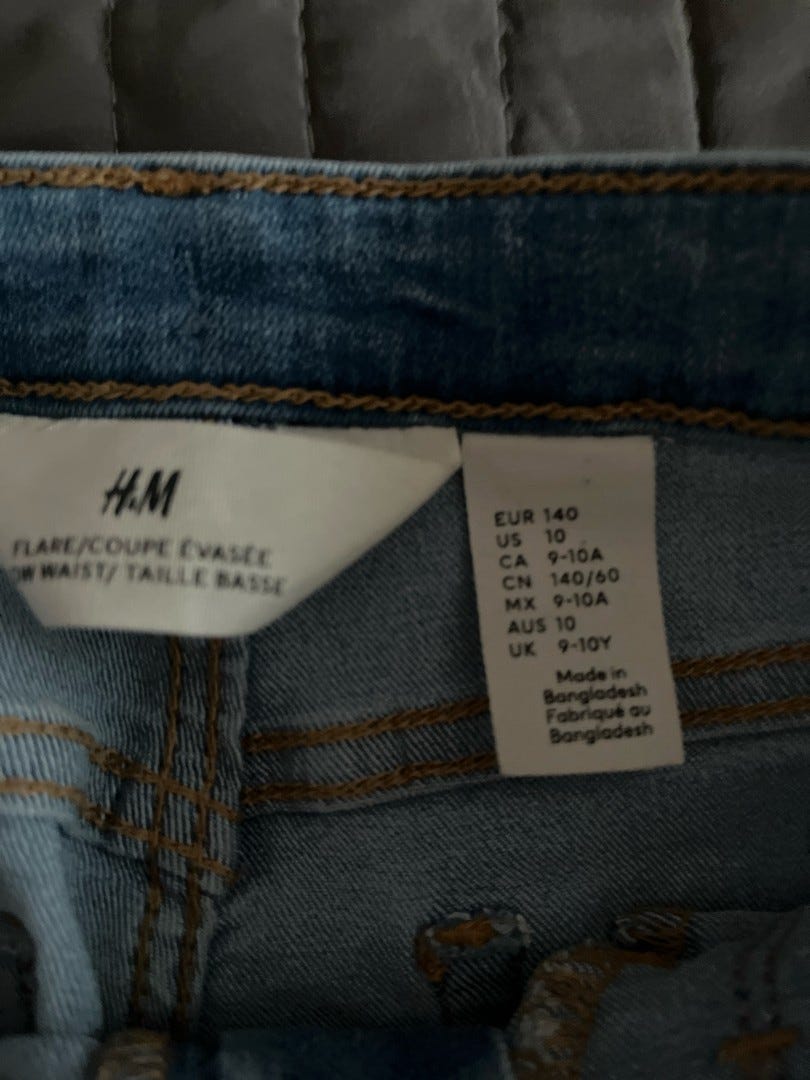 H&M
FLARE/COUPE ÉVASÉE
WAIST/ TAILLE BASSE
EUR 140
US 10
CA 9-10A
CN 140/60
MX 9-10A
AUS 10
UK 9-10Y
Made in
Bangladesh
Fabriqué au
Bangladesh